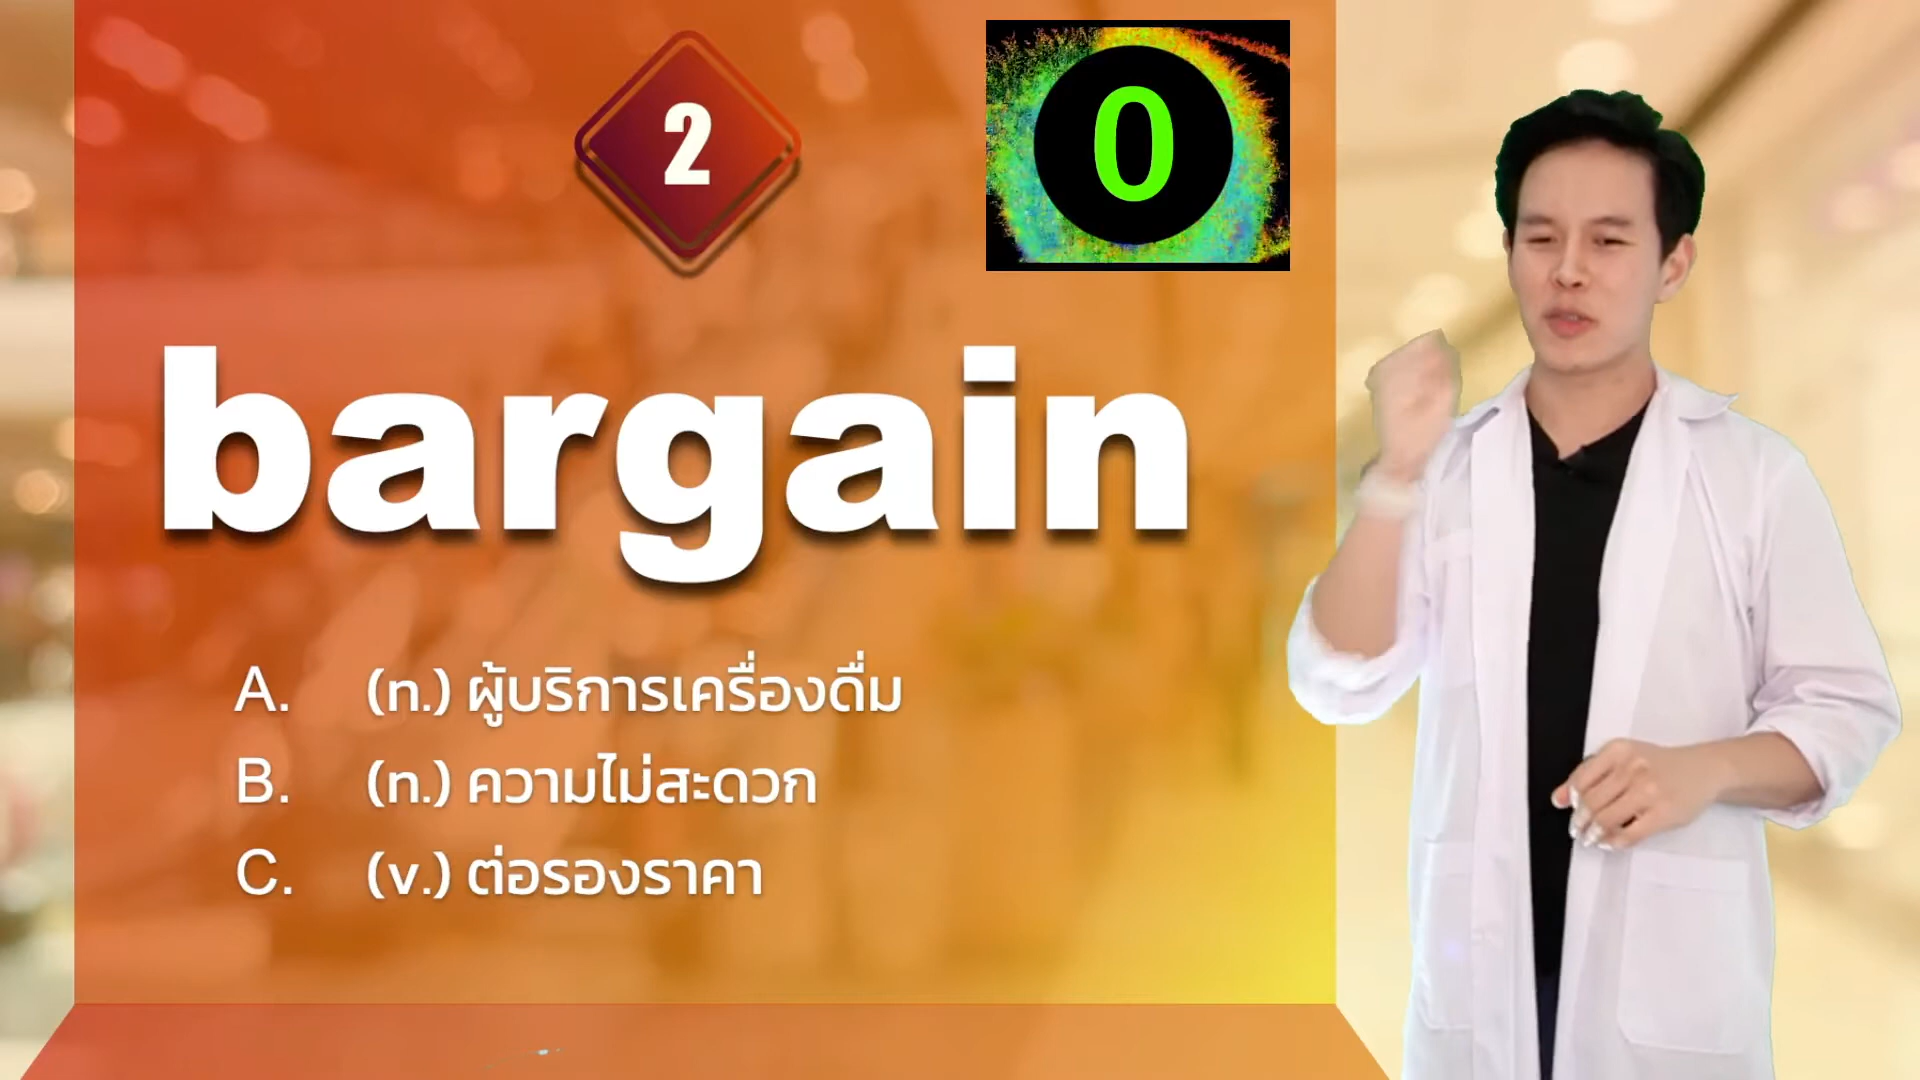 2
0
bargain
A. (n.) ผู้บริการเครื่องดื่ม
B. (n.) ความไม่สะดวก
C. (v.) ต่อรองราคา